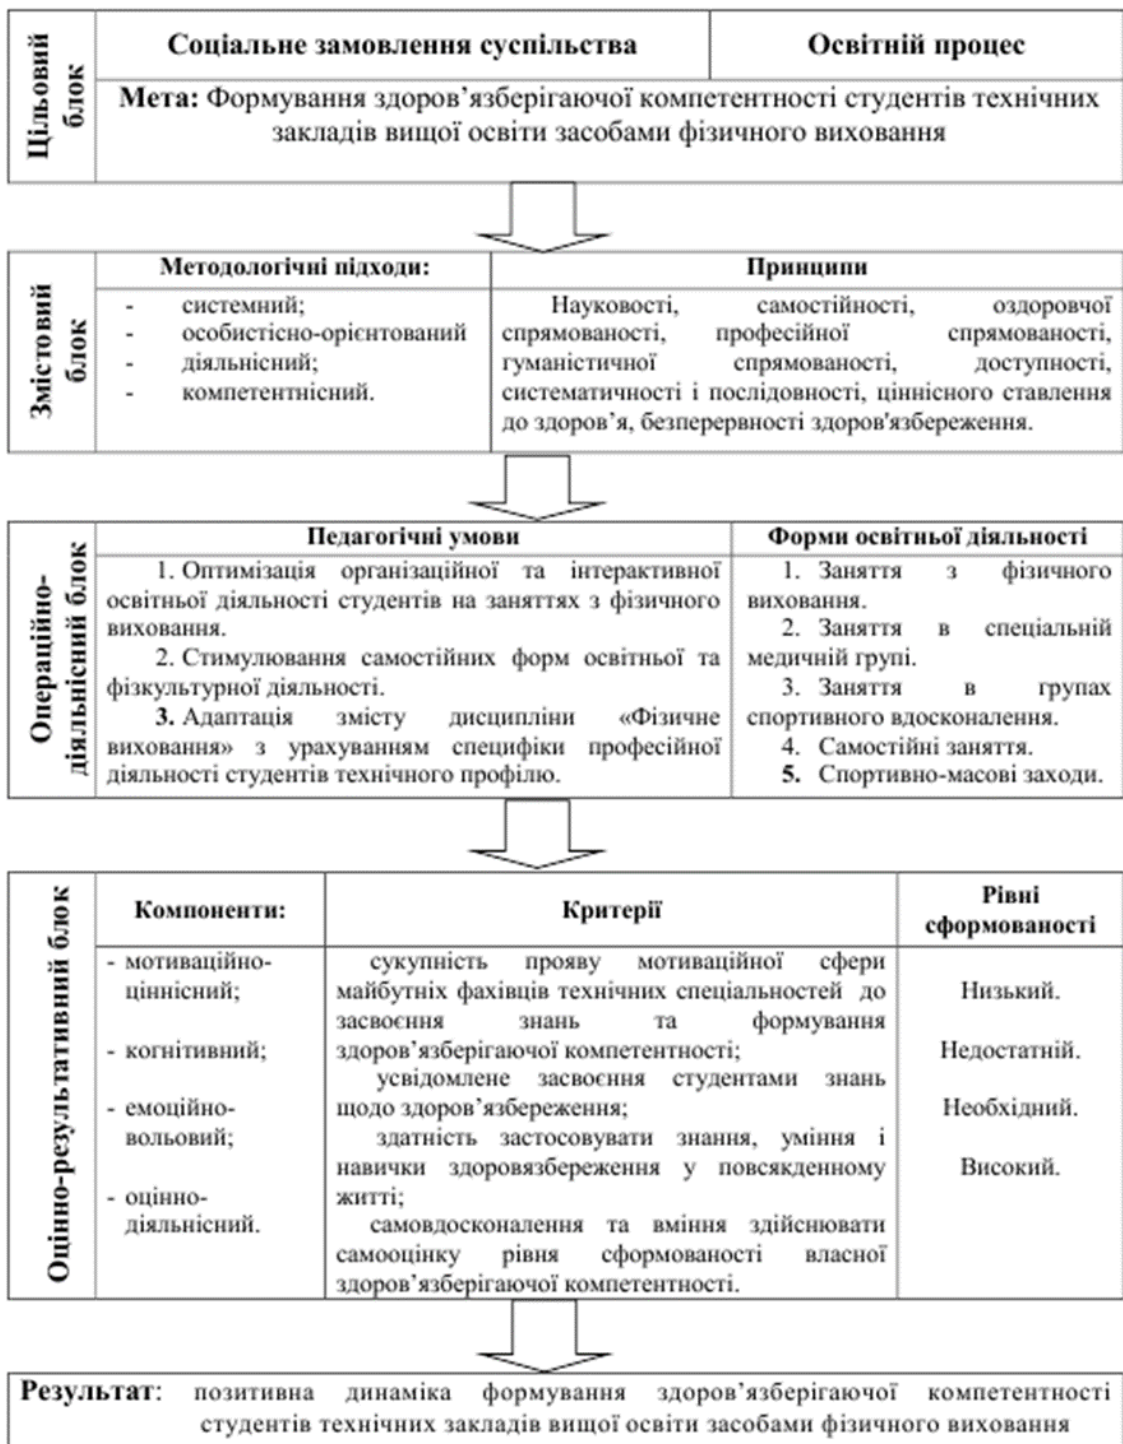 Цільовий
блок
Соціальне замовлення суспільства
Освітній процес
Мета: Формування здоров’язберігаючої компетентності студентів технічних
закладів вищої освіти засобами фізичного виховання
Змістовий
блок
Методологічні підходи:
- системний;
- особистісно-орієнтований
- діяльнісний;
- компетентнісний.
Принципи
Науковості, самостійності, оздоровчої
спрямованості, професійної спрямованості,
гуманістичної спрямованості, доступності,
систематичності і послідовності, ціннісного ставлення
до здоров’я, безперервності здоров'язбереження.
Операційно-
діяльнісний блок
Педагогічні умови
1. Оптимізація організаційної та інтерактивної
освітньої діяльності студентів на заняттях з фізичного
виховання.
2. Стимулювання самостійних форм освітньої та
фізкультурної діяльності.
3. Адаптація змісту дисципліни «Фізичне
виховання» з урахуванням специфіки професійної
діяльності студентів технічного профілю.
Форми освітньої діяльності
1. Заняття з фізичного
виховання.
2. Заняття в спеціальній
медичній групі.
3. Заняття в групах
спортивного вдосконалення.
4. Самостійні заняття.
5. Спортивно-масові заходи.
Оцінно-результативний блок
Компоненти:
- мотиваційно-
ціннісний;
- когнітивний;
- емоційно-
вольовий;
- оцінно-
діяльнісний.
Критерії
сукупність прояву мотиваційної сфери
майбутніх фахівців технічних спеціальностей до
засвоєння знань та формування
здоров’язберігаючої компетентності;
усвідомлене засвоєння студентами знань
щодо здоров’язбереження;
здатність застосовувати знання, уміння і
навички здоровязбереження у повсякденному
житті;
самовдосконалення та вміння здійснювати
самооцінку рівня сформованості власної
здоров’язберігаючої компетентності.
Рівні
сформованості
Низький.
Недостатній.
Необхідний.
Високий.
Результат: позитивна динаміка формування здоров’язберігаючої компетентності
студентів технічних закладів вищої освіти засобами фізичного виховання